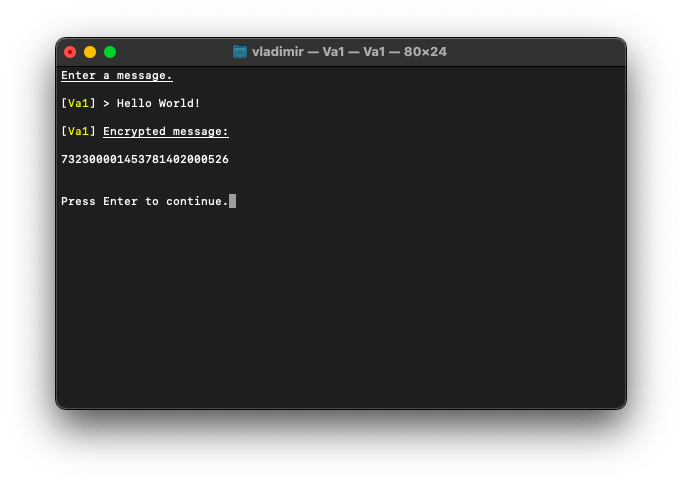 vladimir — Va1 — Va1 — 80×24
Enter a message.
[Va1] > Hello World!
[Va1] Encrypted message:
732300001453781402000526
Press Enter to continue.